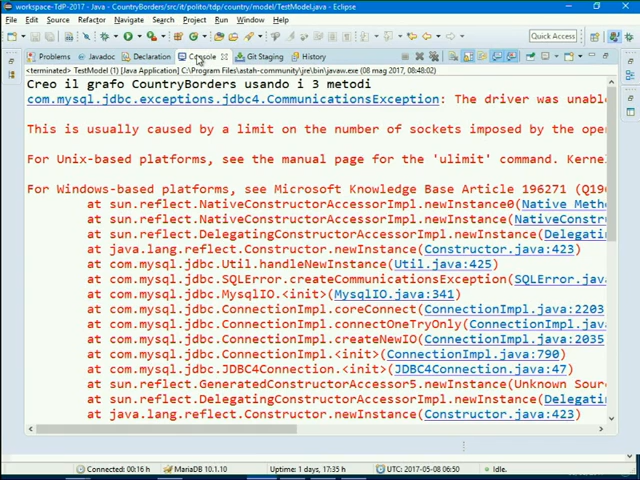 workspace-TdP-2017 - Java - CountryBorders/src/it/polito/tdp/country/model/TestModel.java - Eclipse
File Edit Source Refactor Navigate Search Project Run Window Help
Quick Access
Problems Javadoc Declaration Console Git Staging History
<terminated> TestModel (1) [Java Application] C:\Program Files\astah-community\jre\bin\javaw.exe (08 mag 2017, 08:48:02)
Creo il grafo CountryBorders usando i 3 metodi
com.mysql.jdbc.exceptions.jdbc4.CommunicationsException: The driver was unabl
This is usually caused by a limit on the number of sockets imposed by the ope
For Unix-based platforms, see the manual page for the 'ulimit' command. Kerne
For Windows-based platforms, see Microsoft Knowledge Base Article 196271 (Q19
at sun.reflect.NativeConstructorAccessorImpl.newInstance0(Native Meth
at sun.reflect.NativeConstructorAccessorImpl.newInstance(NativeConstr
at sun.reflect.DelegatingConstructorAccessorImpl.newInstance(Delegatin
at java.lang.reflect.Constructor.newInstance(Constructor.java:423)
at com.mysql.jdbc.Util.handleNewInstance(Util.java:425)
at com.mysql.jdbc.SQLError.createCommunicationsException(SQLError.java
at com.mysql.jdbc.MysqlIO.<init>(MysqlIO.java:341)
at com.mysql.jdbc.ConnectionImpl.coreConnect(ConnectionImpl.java:2203
at com.mysql.jdbc.ConnectionImpl.connectOneTryOnly(ConnectionImpl.java
at com.mysql.jdbc.ConnectionImpl.createNewIO(ConnectionImpl.java:2035
at com.mysql.jdbc.ConnectionImpl.<init>(ConnectionImpl.java:790)
at com.mysql.jdbc.JDBC4Connection.<init>(JDBC4Connection.java:47)
at sun.reflect.GeneratedConstructorAccessor5.newInstance(Unknown Sour
at sun.reflect.DelegatingConstructorAccessorImpl.newInstance(Delegatin
at java.lang.reflect.Constructor.newInstance(Constructor.java:423)
Connected: 00:16 h MariaDB 10.1.10 Uptime: 1 days, 17:35 h UTC: 2017-05-08 06:50 Idle.